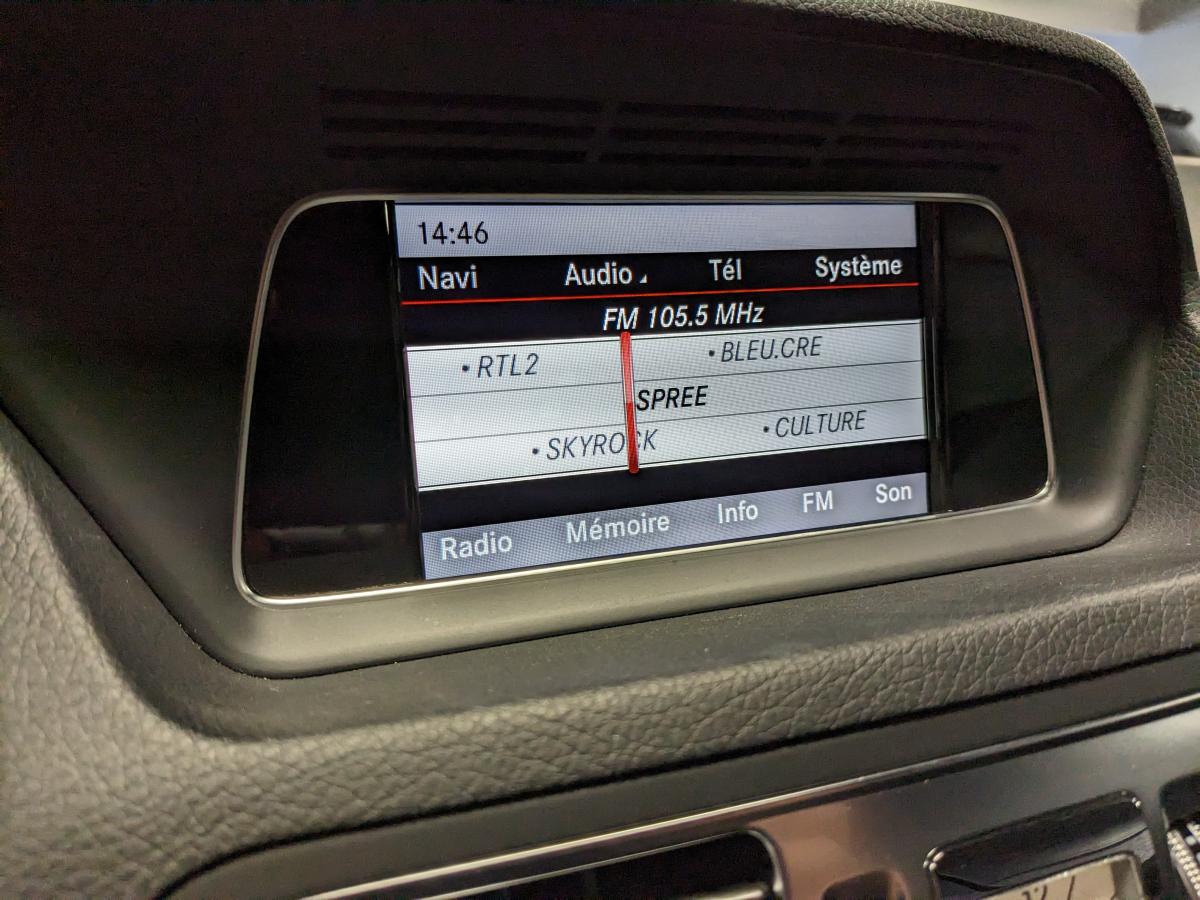 14:46
Navi Audio Tél Système
FM 105.5 MHz
• RTL2 • BLEU.CRE
SPREE
• SKYROCK • CULTURE
Radio Mémoire Info FM Son